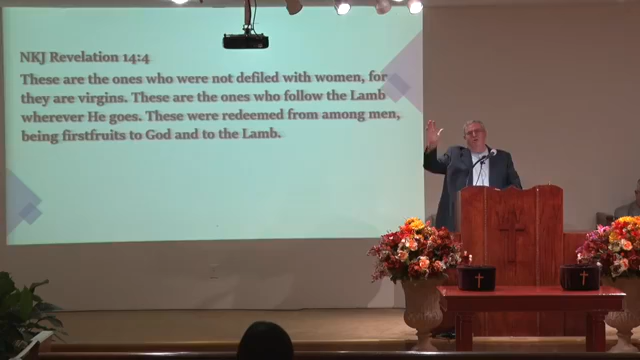 NKJ Revelation 14:4
These are the ones who were not defiled with women, for
they are virgins. These are the ones who follow the Lamb
wherever He goes. These were redeemed from among men,
being firstfruits to God and to the Lamb.